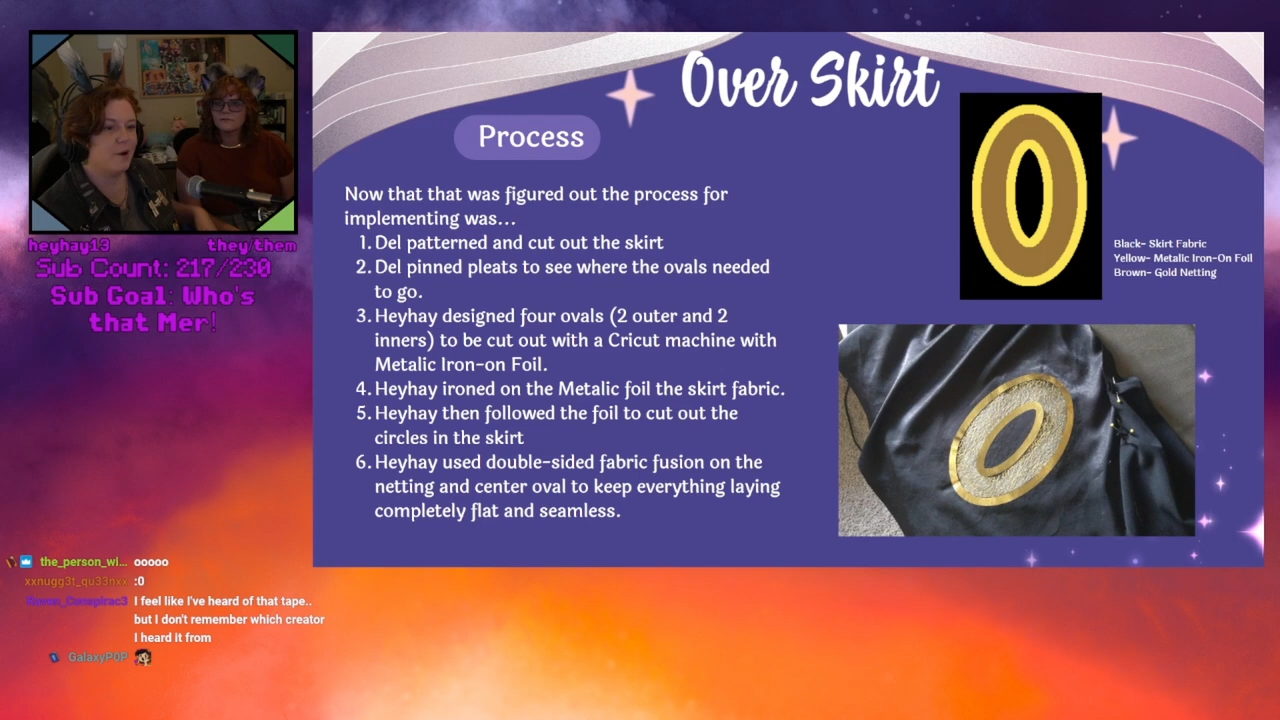 Over Skirt
Process
Now that that was figured out the process for
implementing was...
1. Del patterned and cut out the skirt
2. Del pinned pleats to see where the ovals needed
to go.
3. Heyhay designed four ovals (2 outer and 2
inners) to be cut out with a Cricut machine with
Metalic Iron-on Foil.
4. Heyhay ironed on the Metalic foil the skirt fabric.
5. Heyhay then followed the foil to cut out the
circles in the skirt
6. Heyhay used double-sided fabric fusion on the
netting and center oval to keep everything laying
completely flat and seamless.
Black- Skirt Fabric
Yellow- Metalic Iron-On Foil
Brown- Gold Netting
heyhay13 they/them
Sub Count: 217/230
Sub Goal: Who's
that Mer!
the_person_wi... ooooo
xxnugg3t_qu33nxx :0
I feel like I've heard of that tape..
but I don't remember which creator
I heard it from
GalaxyP0P